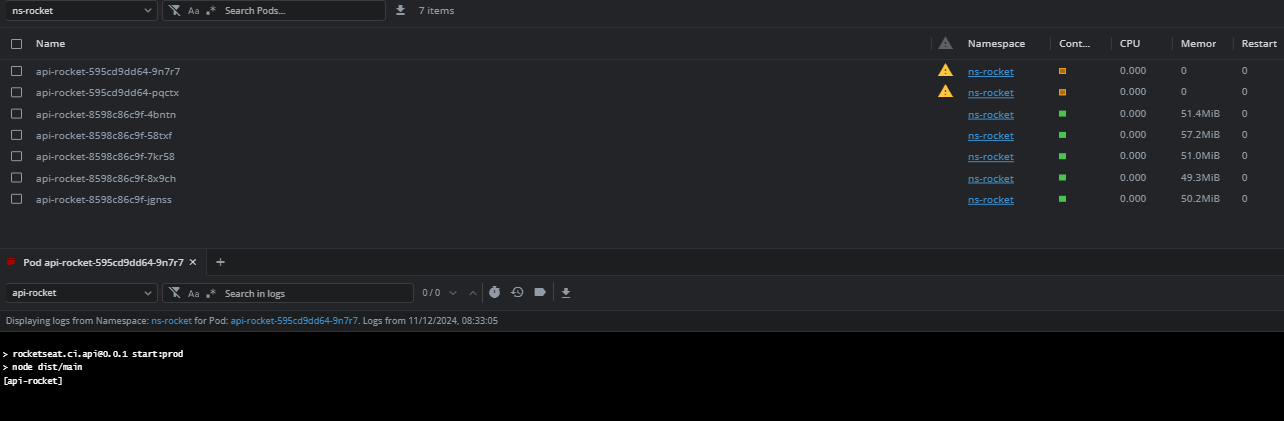 ns-rocket Aa .* Search Pods... 7 items
Name Namespace Cont... CPU Memor Restart
api-rocket-595cd9dd64-9n7r7 ns-rocket 0.000 0 0
api-rocket-595cd9dd64-pqctx ns-rocket 0.000 0 0
api-rocket-8598c86c9f-4bntn ns-rocket 0.000 51.4MiB 0
api-rocket-8598c86c9f-58txf ns-rocket 0.000 57.2MiB 0
api-rocket-8598c86c9f-7kr58 ns-rocket 0.000 51.0MiB 0
api-rocket-8598c86c9f-8x9ch ns-rocket 0.000 49.3MiB 0
api-rocket-8598c86c9f-jgnss ns-rocket 0.000 50.2MiB 0
Pod api-rocket-595cd9dd64-9n7r7 × +
api-rocket Aa .* Search in logs 0 / 0
Displaying logs from Namespace: ns-rocket for Pod: api-rocket-595cd9dd64-9n7r7. Logs from 11/12/2024, 08:33:05
> rocketseat.ci.api@0.0.1 start:prod
> node dist/main
[api-rocket]